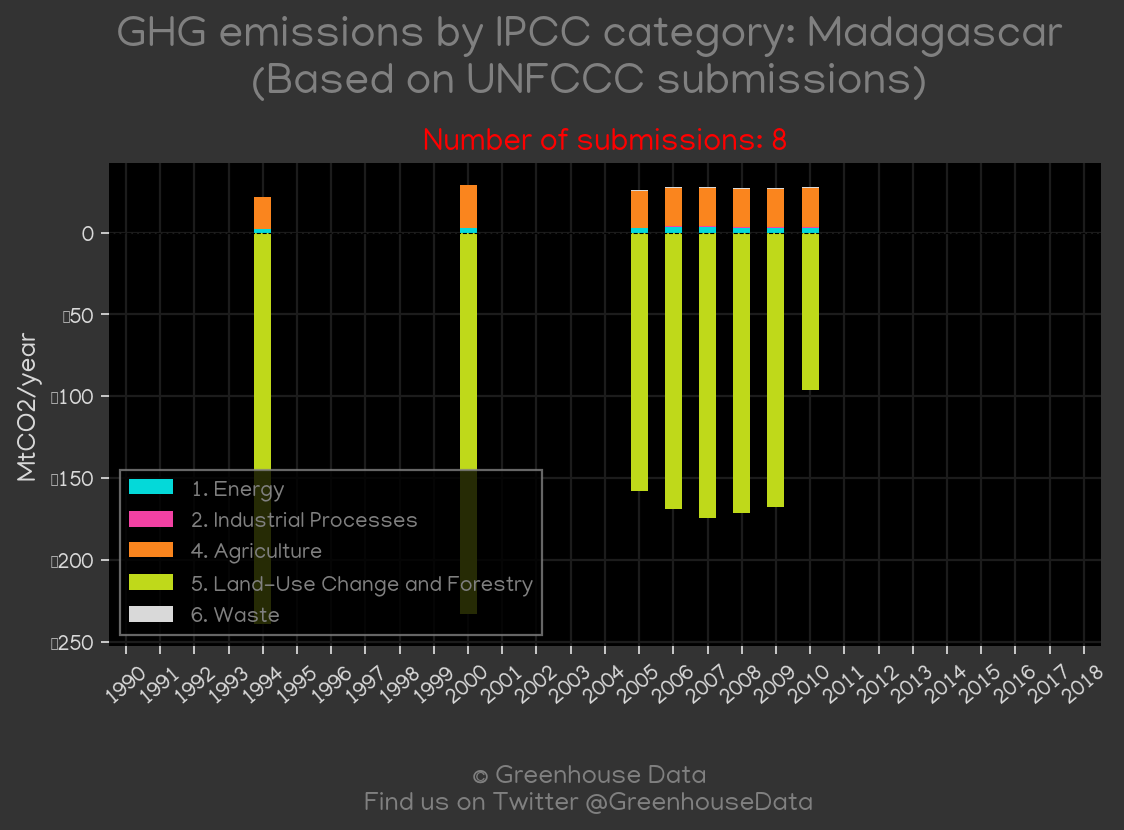 GHG emissions by IPCC category: Madagascar
(Based on UNFCCC submissions)
Number of submissions: 8
MtCO2/year
0
▯50
▯100
▯150
▯200
▯250
1. Energy
2. Industrial Processes
4. Agriculture
5. Land-Use Change and Forestry
6. Waste
1990 1991 1992 1993 1994 1995 1996 1997 1998 1999 2000 2001 2002 2003 2004 2005 2006 2007 2008 2009 2010 2011 2012 2013 2014 2015 2016 2017 2018
© Greenhouse Data
Find us on Twitter @GreenhouseData